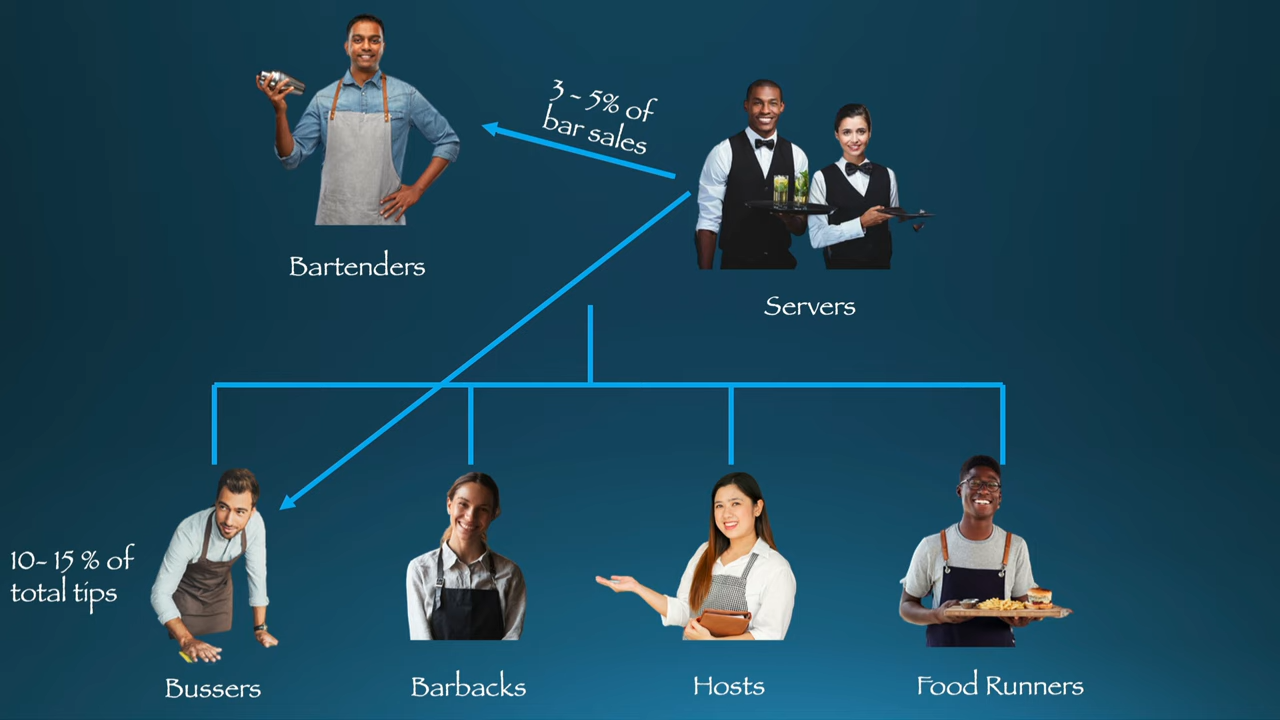 3 - 5% of
bar sales
Bartenders
Servers
10- 15 % of
total tips
Bussers
Barbacks
Hosts
Food Runners